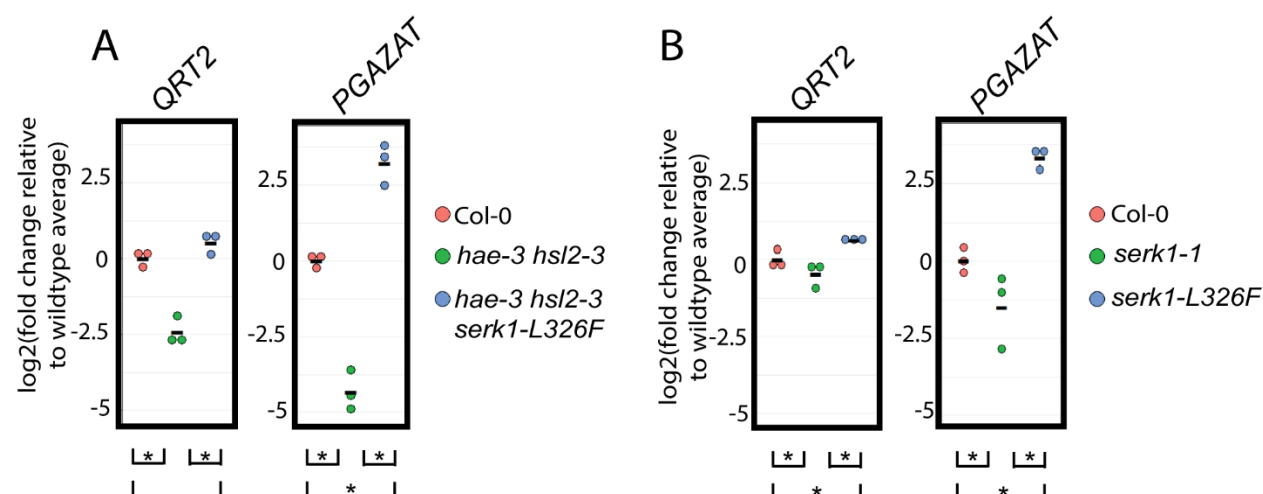 A
QRT2
PGAZAT
log2(fold change relative
to wildtype average)
2.5
0
-2.5
-5
2.5
0
-2.5
-5
Col-0
hae-3 hsl2-3
hae-3 hsl2-3
serk1-L326F
* *
* *
*
B
QRT2
PGAZAT
log2(fold change relative
to wildtype average)
2.5
0
-2.5
-5
2.5
0
-2.5
-5
Col-0
serk1-1
serk1-L326F
* *
* *
*
*